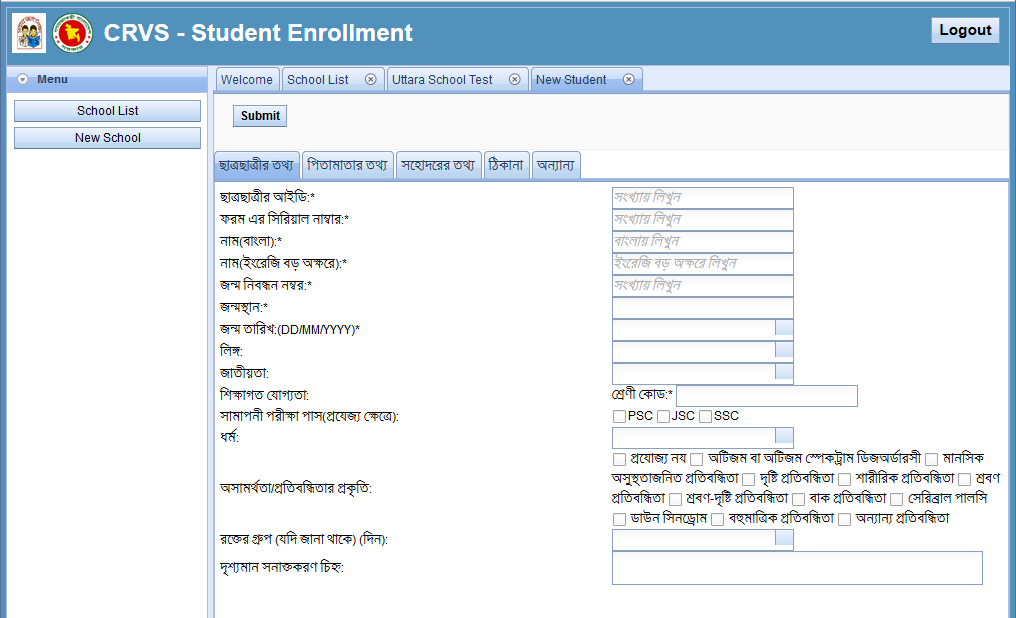 CRVS - Student Enrollment
Logout
Menu
Welcome School List Uttara School Test New Student
School List
New School
Submit
ছাত্রছাত্রীর তথ্য পিতামাতার তথ্য সহোদরের তথ্য ঠিকানা অন্যান্য
ছাত্রছাত্রীর আইডি:* সংখ্যায় লিখুন
ফরম এর সিরিয়াল নাম্বার:* সংখ্যায় লিখুন
নাম(বাংলা):* বাংলায় লিখুন
নাম(ইংরেজি বড় অক্ষরে):* ইংরেজি বড় অক্ষরে লিখুন
জন্ম নিবন্ধন নম্বর:* সংখ্যায় লিখুন
জন্মস্থান:*
জন্ম তারিখ:(DD/MM/YYYY)*
লিঙ্গ:
জাতীয়তা:
শিক্ষাগত যোগ্যতা: শ্রেণী কোড:*
সামাপনী পরীক্ষা পাস(প্রযেজ্য ক্ষেত্রে): PSC JSC SSC
ধর্ম:
অসামর্থতা/প্রতিবন্ধিতার প্রকৃতি:
প্রযোজ্য নয় অটিজম বা অটিজম স্পেকট্রাম ডিজঅর্ডারসী মানসিক
অসুস্থতাজনিত প্রতিবন্ধিতা দৃষ্টি প্রতিবন্ধিতা শারীরিক প্রতিবন্ধিতা শ্রবণ
প্রতিবন্ধিতা শ্রবণ-দৃষ্টি প্রতিবন্ধিতা বাক প্রতিবন্ধিতা সেরিব্রাল পালসি
ডাউন সিনড্রোম বহুমাত্রিক প্রতিবন্ধিতা অন্যান্য প্রতিবন্ধিতা
রক্তের গ্রুপ (যদি জানা থাকে) (দিন):
দৃশ্যমান সনাক্তকরণ চিহ্ন: